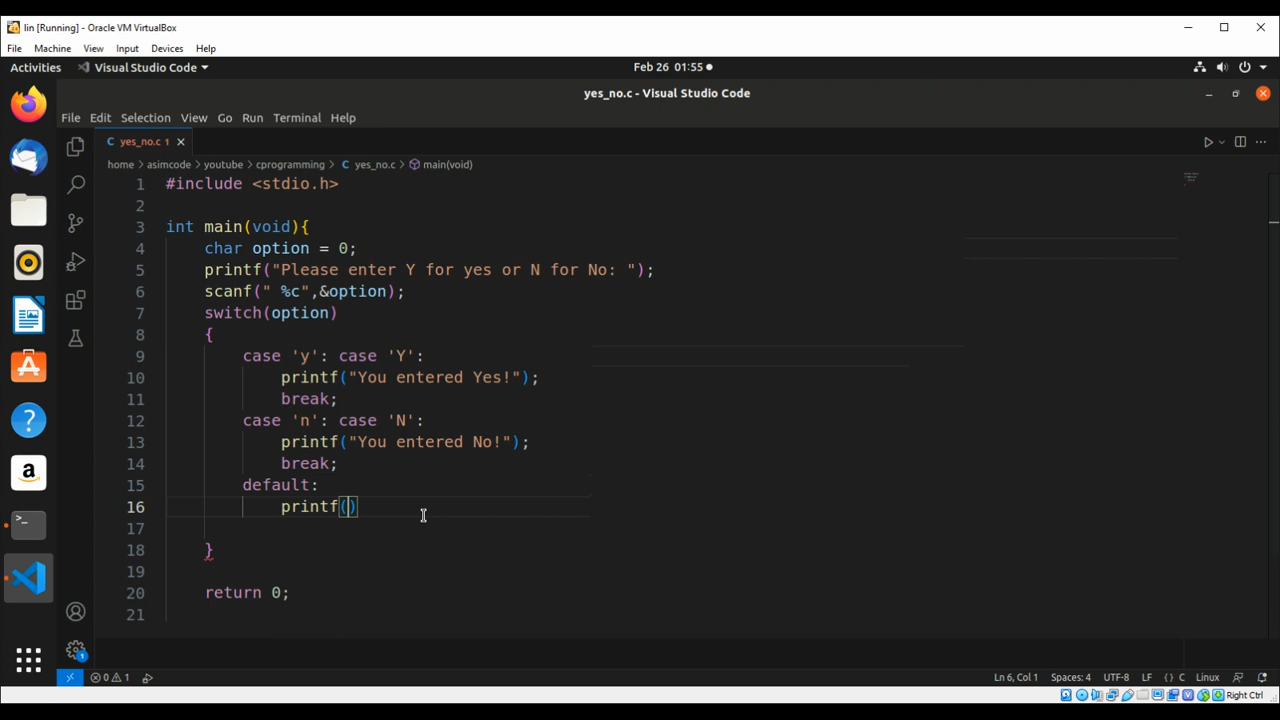 lin [Running] - Oracle VM VirtualBox
File Machine View Input Devices Help
Activities Visual Studio Code Feb 26 01:55
yes_no.c - Visual Studio Code
File Edit Selection View Go Run Terminal Help
C yes_no.c 1
home > asimcode > youtube > cprogramming > C yes_no.c > main(void)
1 #include <stdio.h>
2
3 int main(void){
4 char option = 0;
5 printf("Please enter Y for yes or N for No: ");
6 scanf(" %c",&option);
7 switch(option)
8 {
9 case 'y': case 'Y':
10 printf("You entered Yes!");
11 break;
12 case 'n': case 'N':
13 printf("You entered No!");
14 break;
15 default:
16 printf()
17
18 }
19
20 return 0;
21
1
0 1 Ln 6, Col 1 Spaces: 4 UTF-8 LF {} C Linux
Right Ctrl